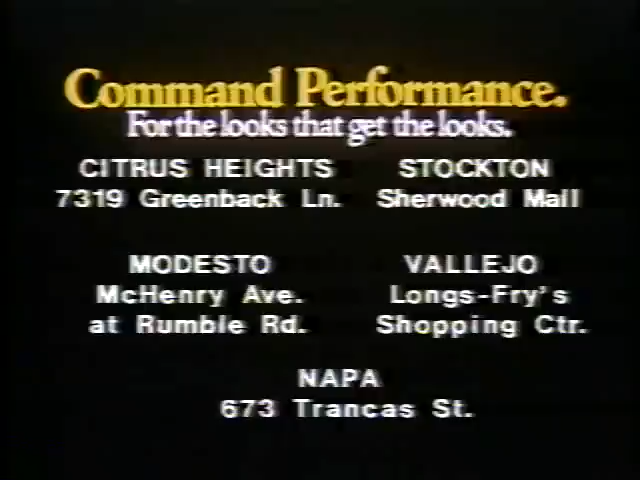 Command Performance.
For the looks that get the looks.
CITRUS HEIGHTS
7319 Greenback Ln.
STOCKTON
Sherwood Mall
MODESTO
McHenry Ave.
at Rumble Rd.
VALLEJO
Longs-Fry's
Shopping Ctr.
NAPA
673 Trancas St.